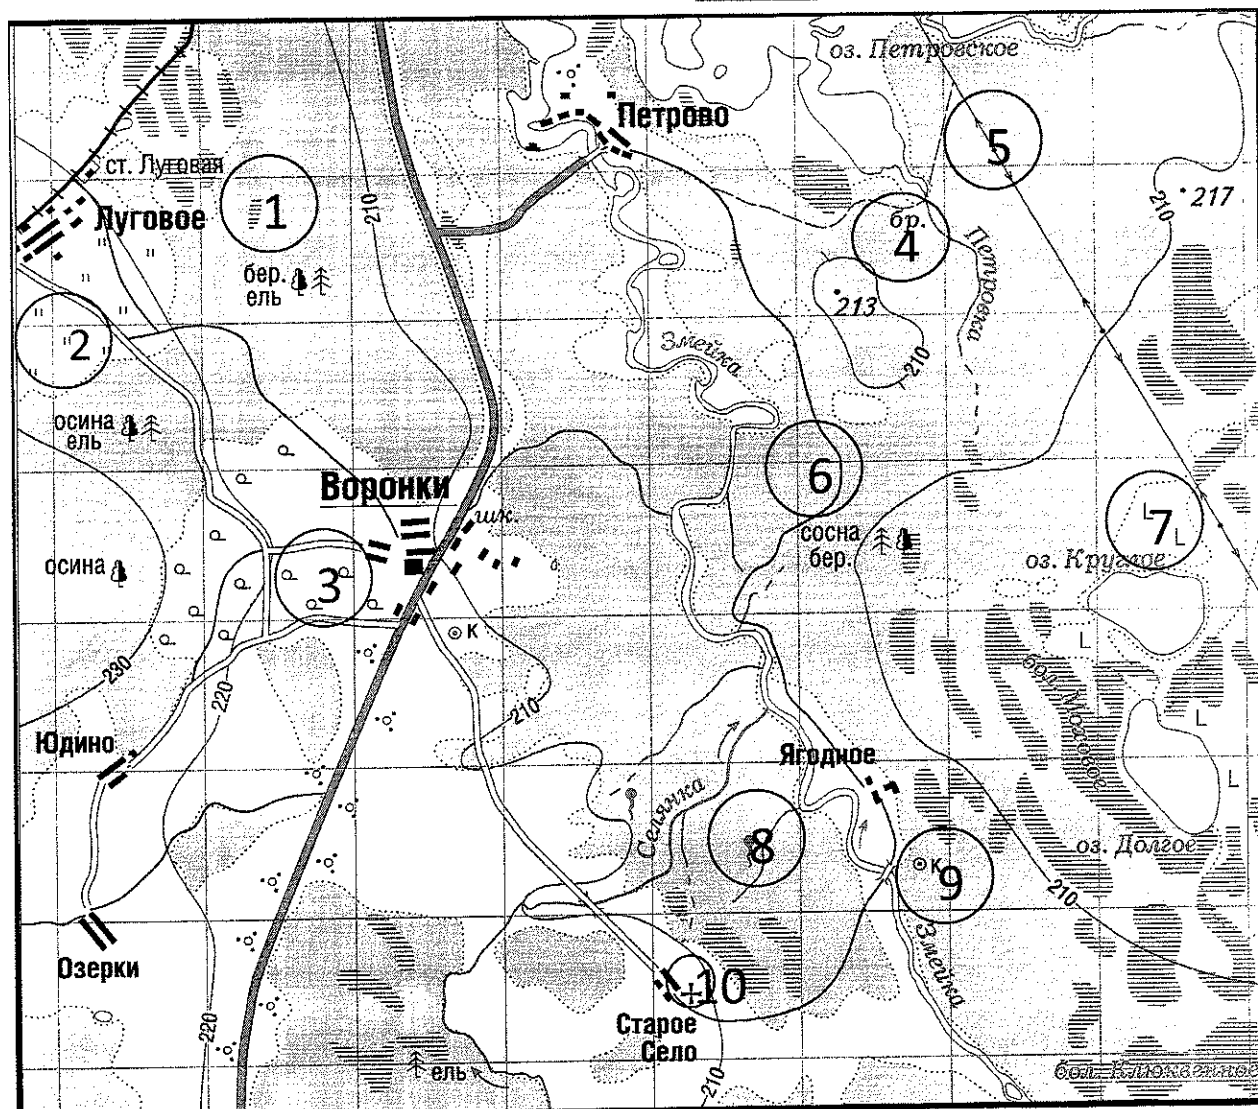 оз. Петровское
Петрово
5
ст. Луговая
Луговое
1
210
210
217
бр.
4
Петровка
бер.
ель
213
2
Змейка
210
осина
ель
Воронки
шк.
6
сосна
бер.
L
7
L
оз. Круглое
осина
Р
Р
Р
Р
Р
Р
Р
Р
Р
Р
Р
Р
3
К
L
230
220
210
бол. Моховое
L
Юдино
Ягодное
L
Селянка
8
оз. Долгое
К
9
210
Змейка
Озерки
10
Старое
Село
220
ель
210
бол. Клюквенное